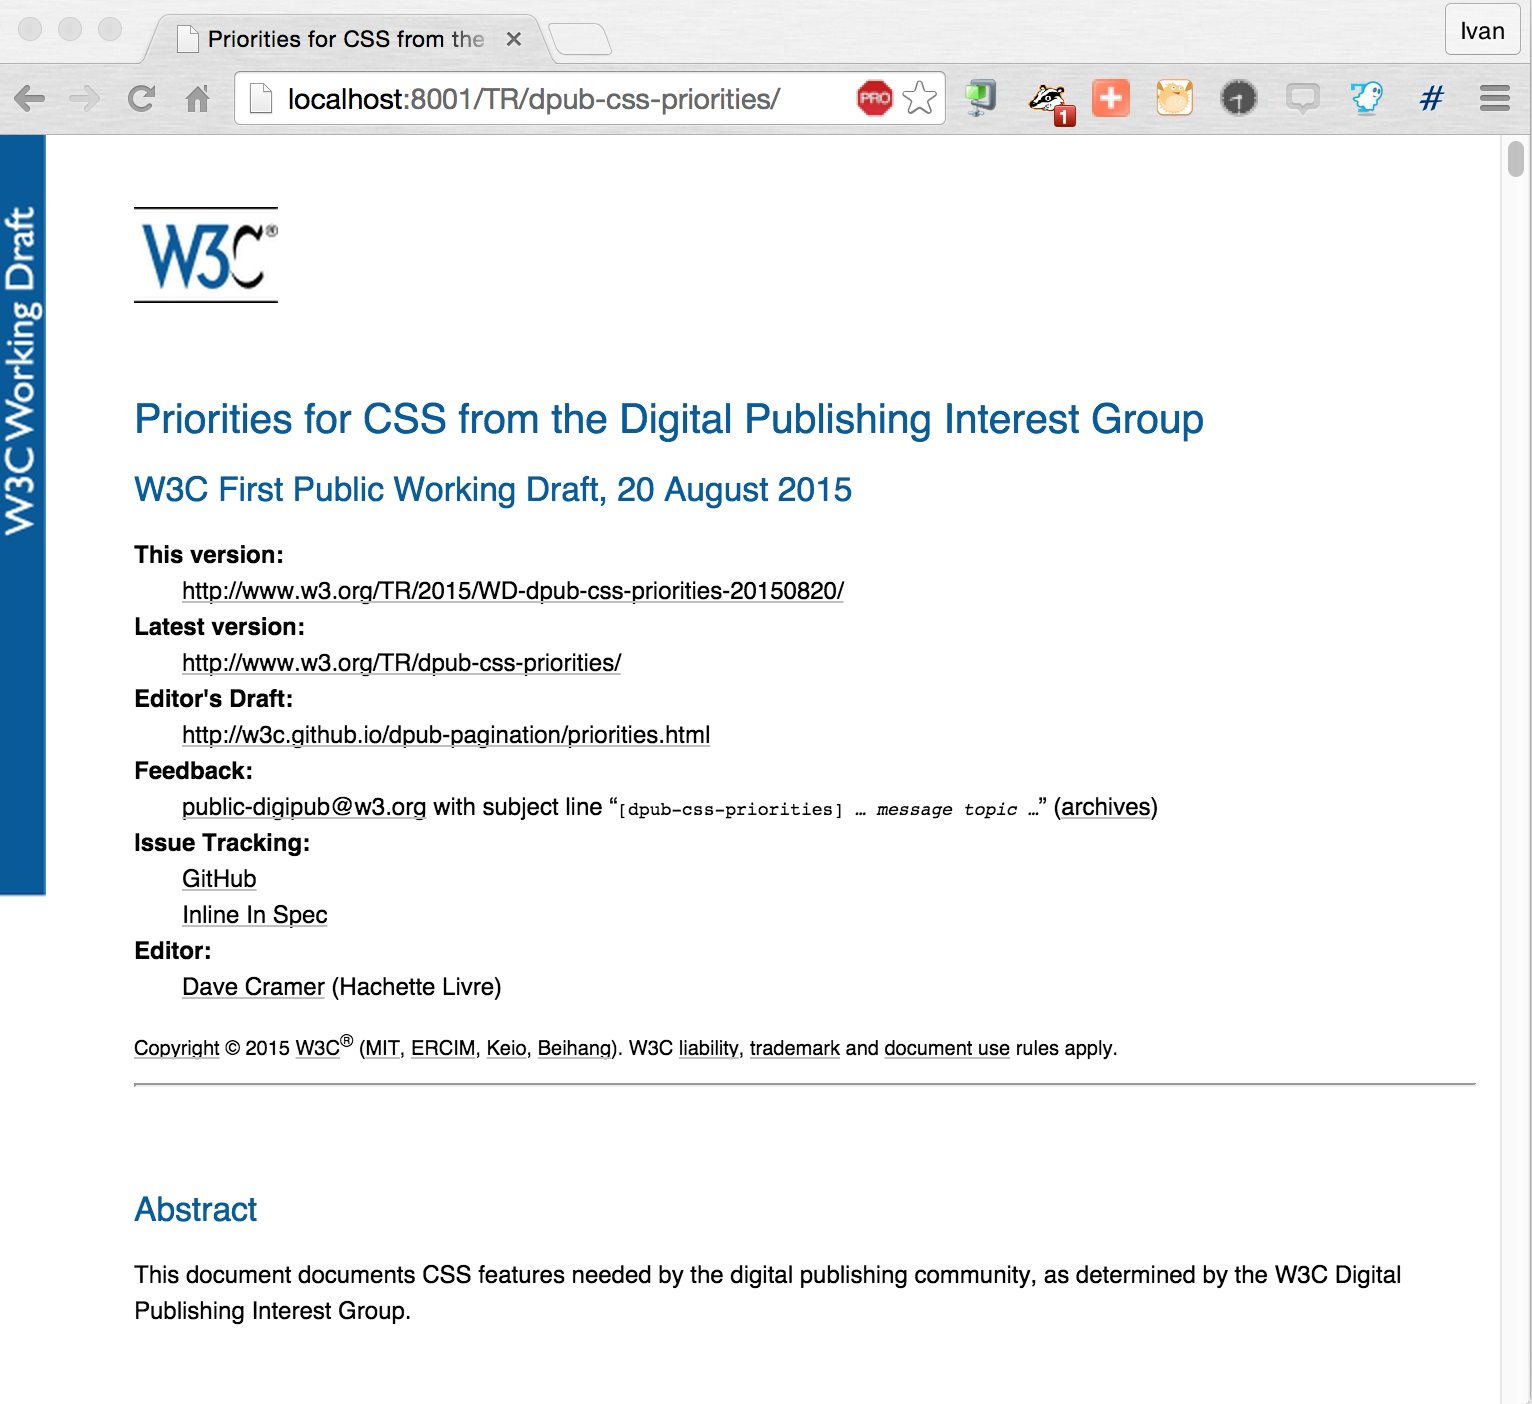 Priorities for CSS from the
Ivan
localhost:8001/TR/dpub-css-priorities/
PRO
1
#
W3C Working Draft
W3C®
Priorities for CSS from the Digital Publishing Interest Group
W3C First Public Working Draft, 20 August 2015
This version:
http://www.w3.org/TR/2015/WD-dpub-css-priorities-20150820/
Latest version:
http://www.w3.org/TR/dpub-css-priorities/
Editor's Draft:
http://w3c.github.io/dpub-pagination/priorities.html
Feedback:
public-digipub@w3.org with subject line “[dpub-css-priorities] … message topic …” (archives)
Issue Tracking:
GitHub
Inline In Spec
Editor:
Dave Cramer (Hachette Livre)
Copyright © 2015 W3C® (MIT, ERCIM, Keio, Beihang). W3C liability, trademark and document use rules apply.
Abstract
This document documents CSS features needed by the digital publishing community, as determined by the W3C Digital
Publishing Interest Group.